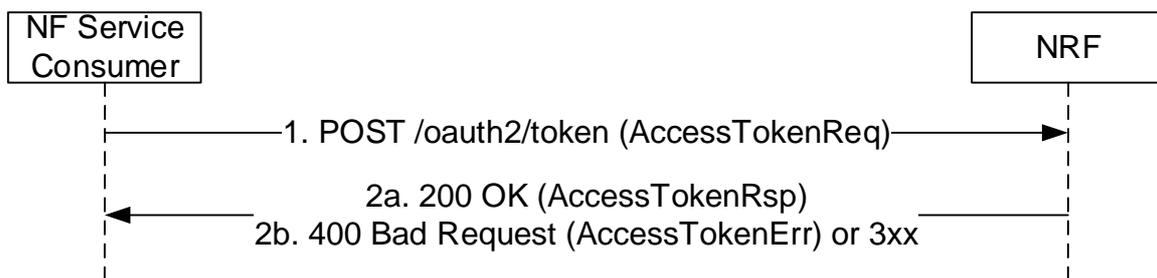 NF Service
Consumer
NRF
1. POST /oauth2/token (AccessTokenReq)
2a. 200 OK (AccessTokenRsp)
2b. 400 Bad Request (AccessTokenErr) or 3xx